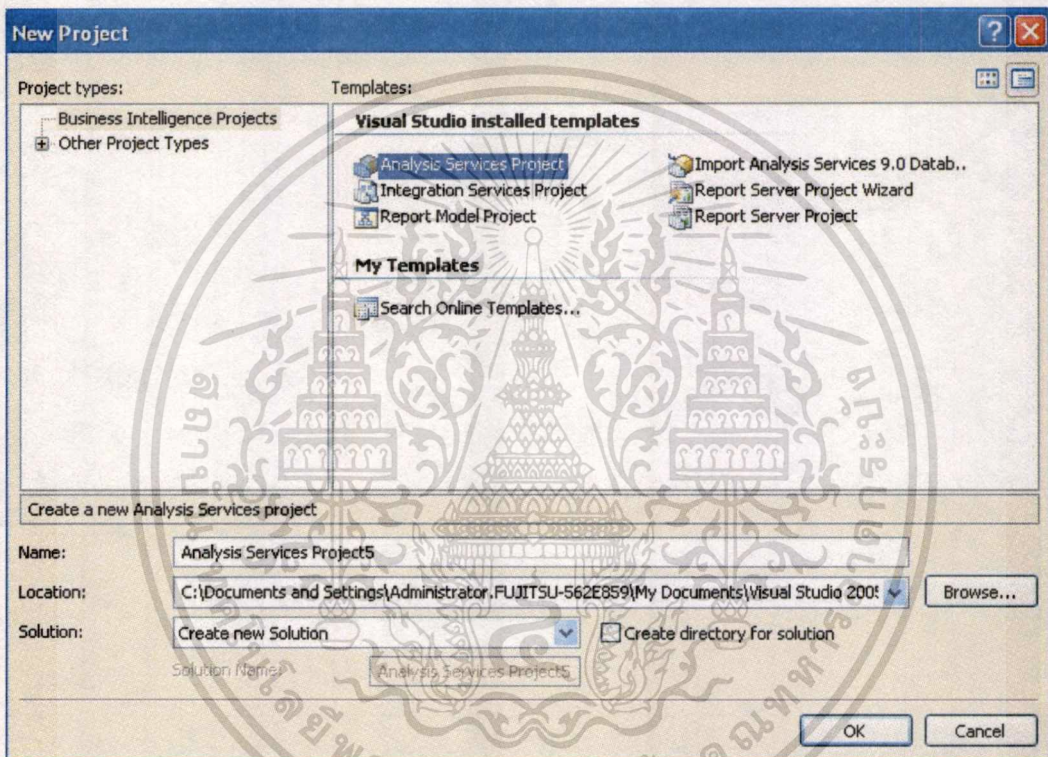 New Project
Project types:
Templates:
Business Intelligence Projects
Other Project Types
Visual Studio installed templates
Analysis Services Project
Import Analysis Services 9.0 Datab..
Integration Services Project
Report Server Project Wizard
Report Model Project
Report Server Project
My Templates
Search Online Templates...
Create a new Analysis Services project
Name:
Analysis Services Project5
Location:
C:\Documents and Settings\Administrator.FUJITSU-562E859\My Documents\Visual Studio 2005
Browse...
Solution:
Create new Solution
Create directory for solution
Solution Name:
Analysis Services Project5
OK
Cancel